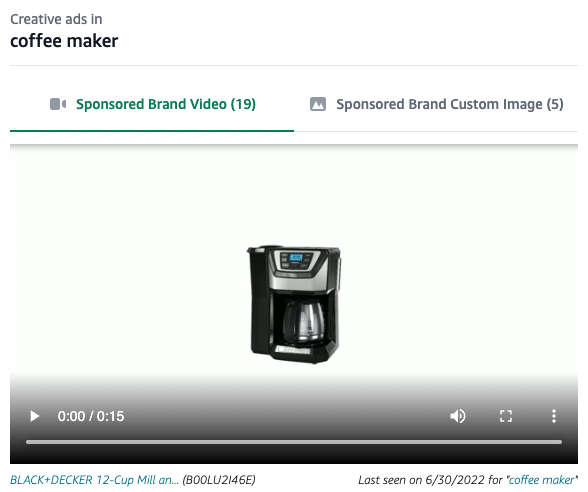 Creative ads in
coffee maker
Sponsored Brand Video (19)
Sponsored Brand Custom Image (5)
0:00 / 0:15
BLACK+DECKER 12-Cup Mill an... (B00LU2I46E)
Last seen on 6/30/2022 for "coffee maker"